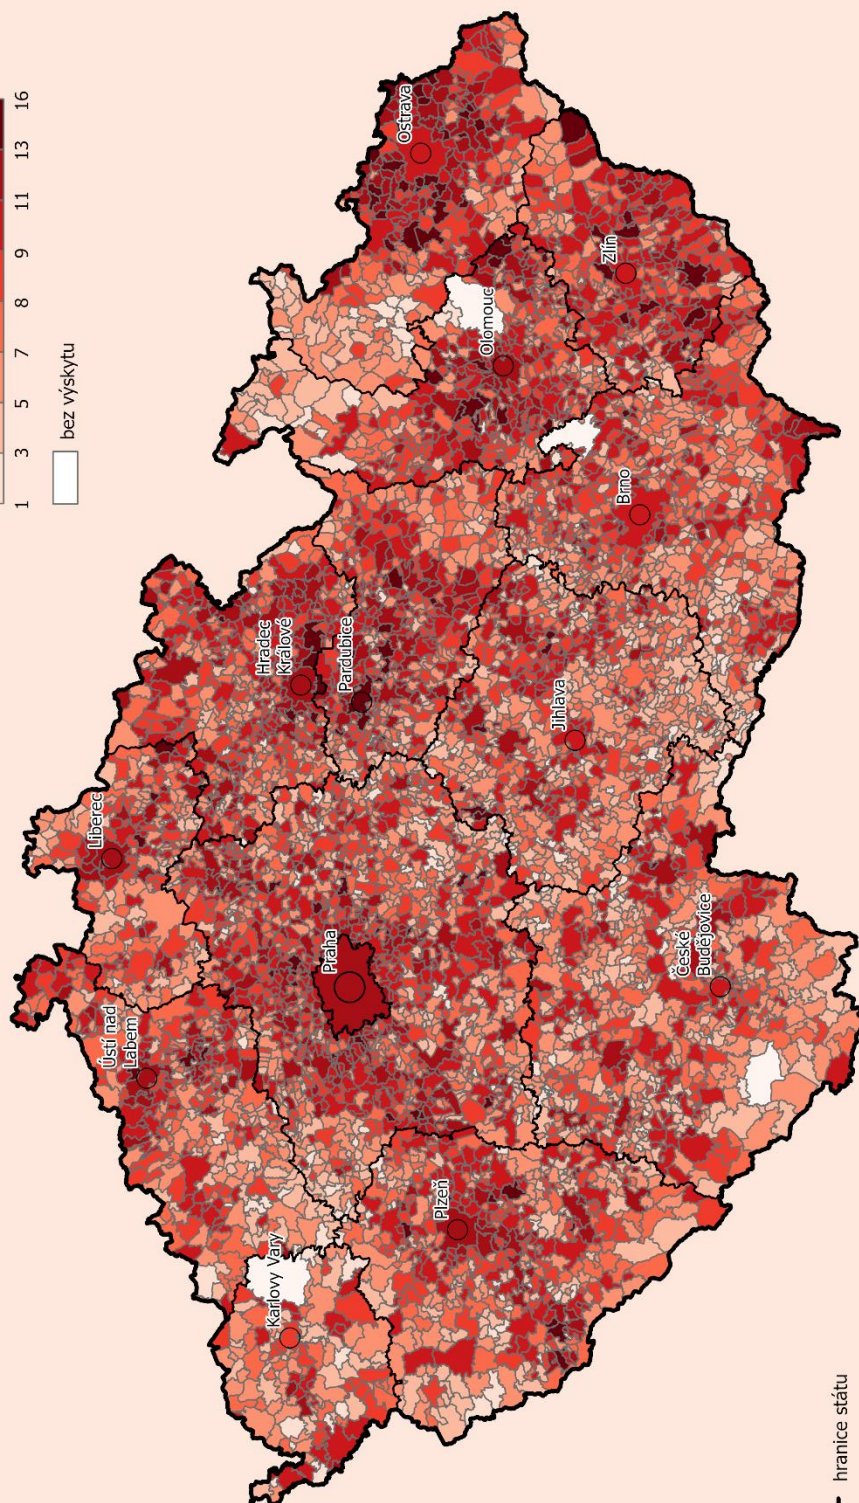 1 3 5 7 8 9 11 13 16
bez výskytu
Ostrava
Olomouc
Zlín
Brno
Hradec
Králové
Pardubice
Jihlava
Liberec
Praha
Ústí nad
Labem
České
Budějovice
Karlovy Vary
Plzeň
hranice státu